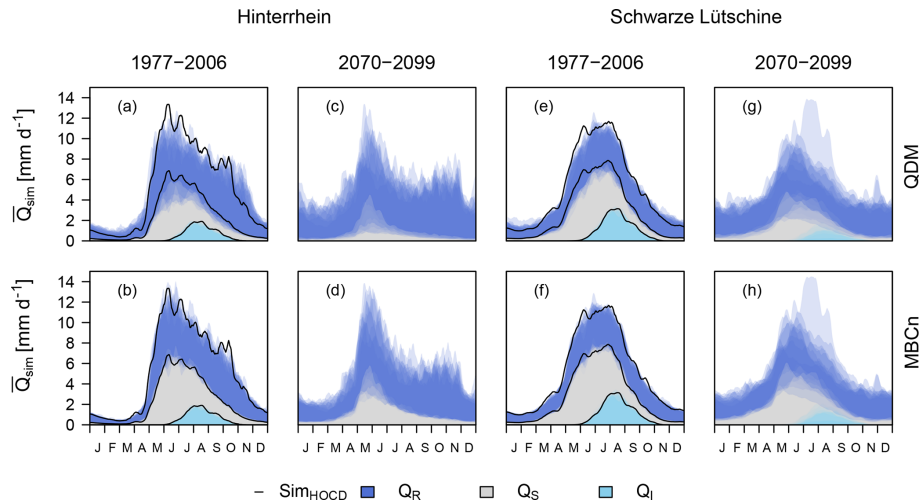 Hinterrhein Schwarze Lütschine
1977−2006 2070−2099 1977−2006 2070−2099
(a) (c) (e) (g)
14
12
10
8
6
4
2
0
Q̅sim [mm d⁻¹]
QDM
(b) (d) (f) (h)
14
12
10
8
6
4
2
0
Q̅sim [mm d⁻¹]
MBCn
J F M A M J J A S O N D J F M A M J J A S O N D J F M A M J J A S O N D J F M A M J J A S O N D
− SimHOCD QR QS QI